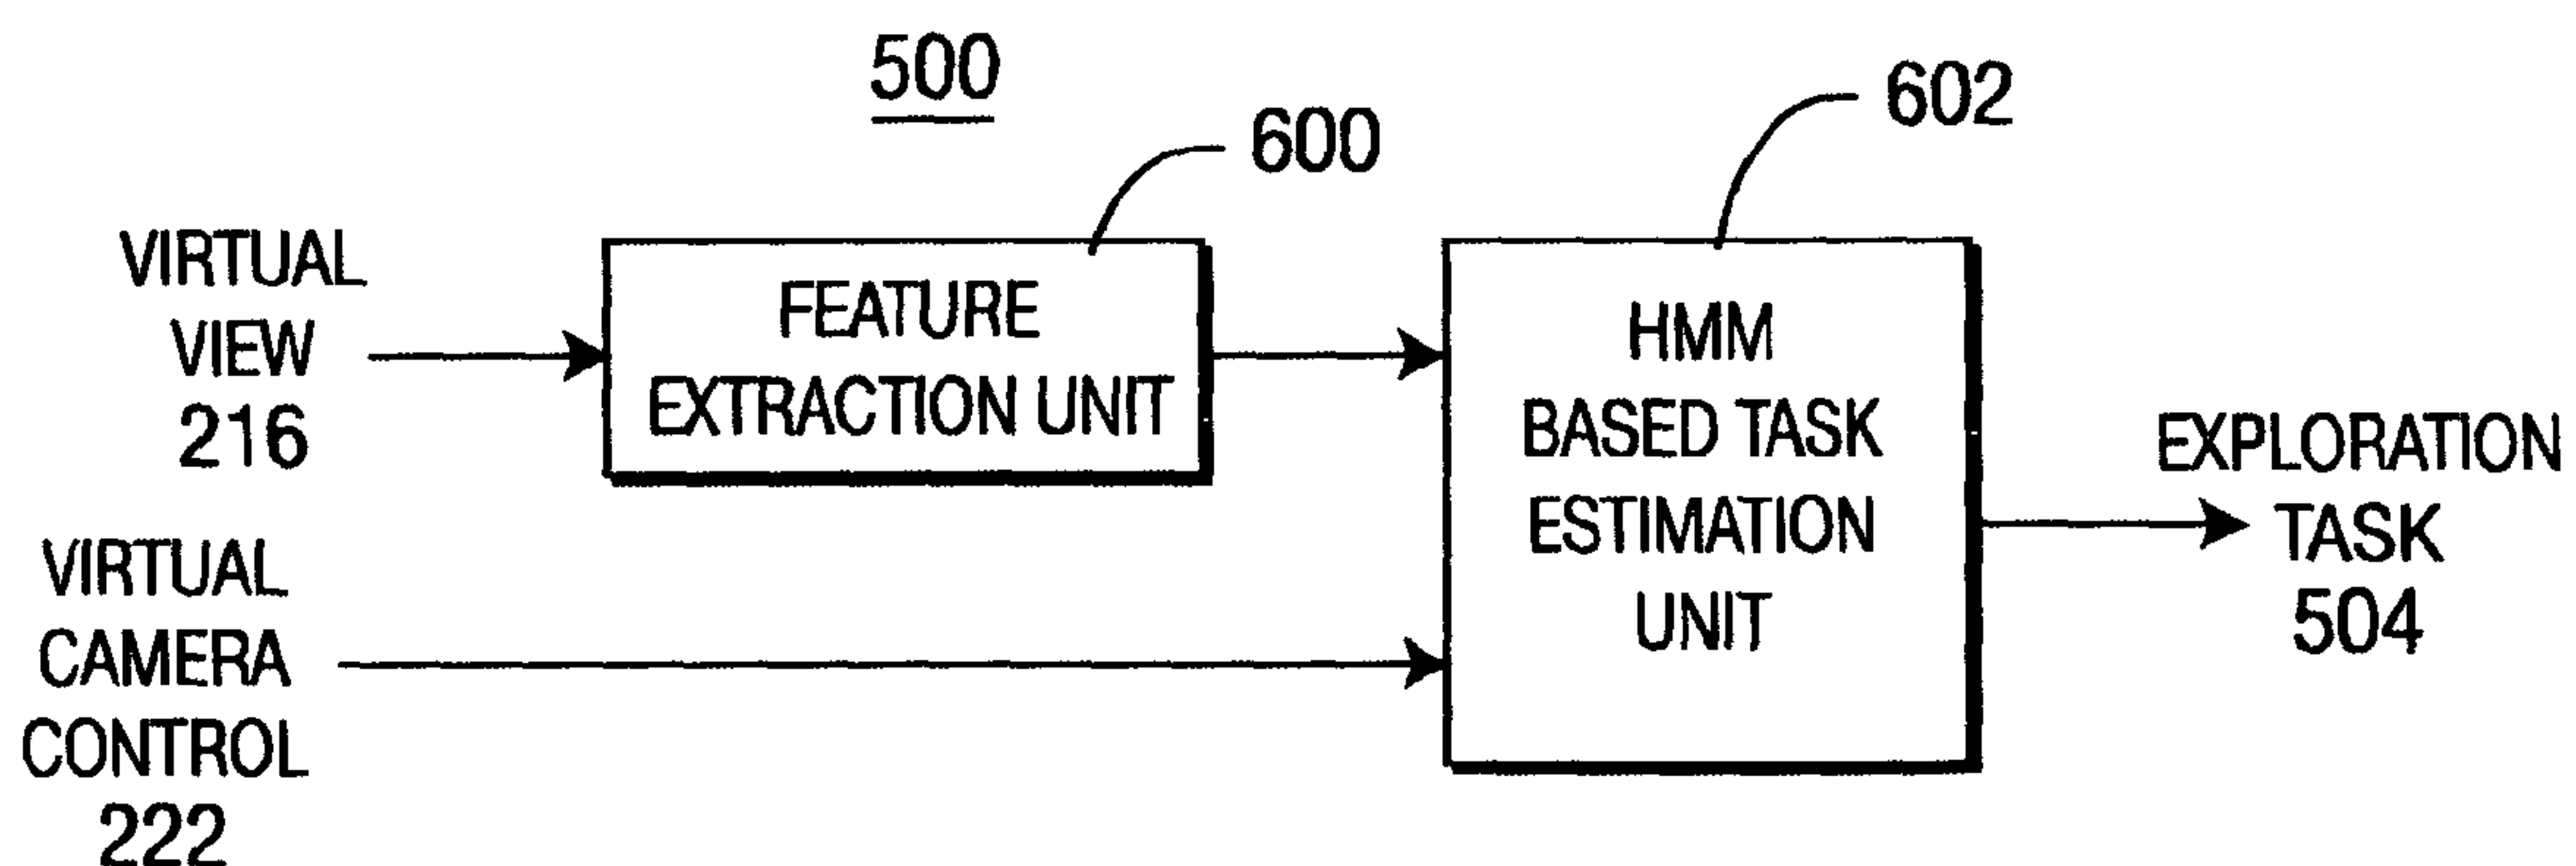 500
600
602
VIRTUAL
VIEW
216
FEATURE
EXTRACTION UNIT
HMM
BASED TASK
ESTIMATION
UNIT
VIRTUAL
CAMERA
CONTROL
222
EXPLORATION
TASK
504